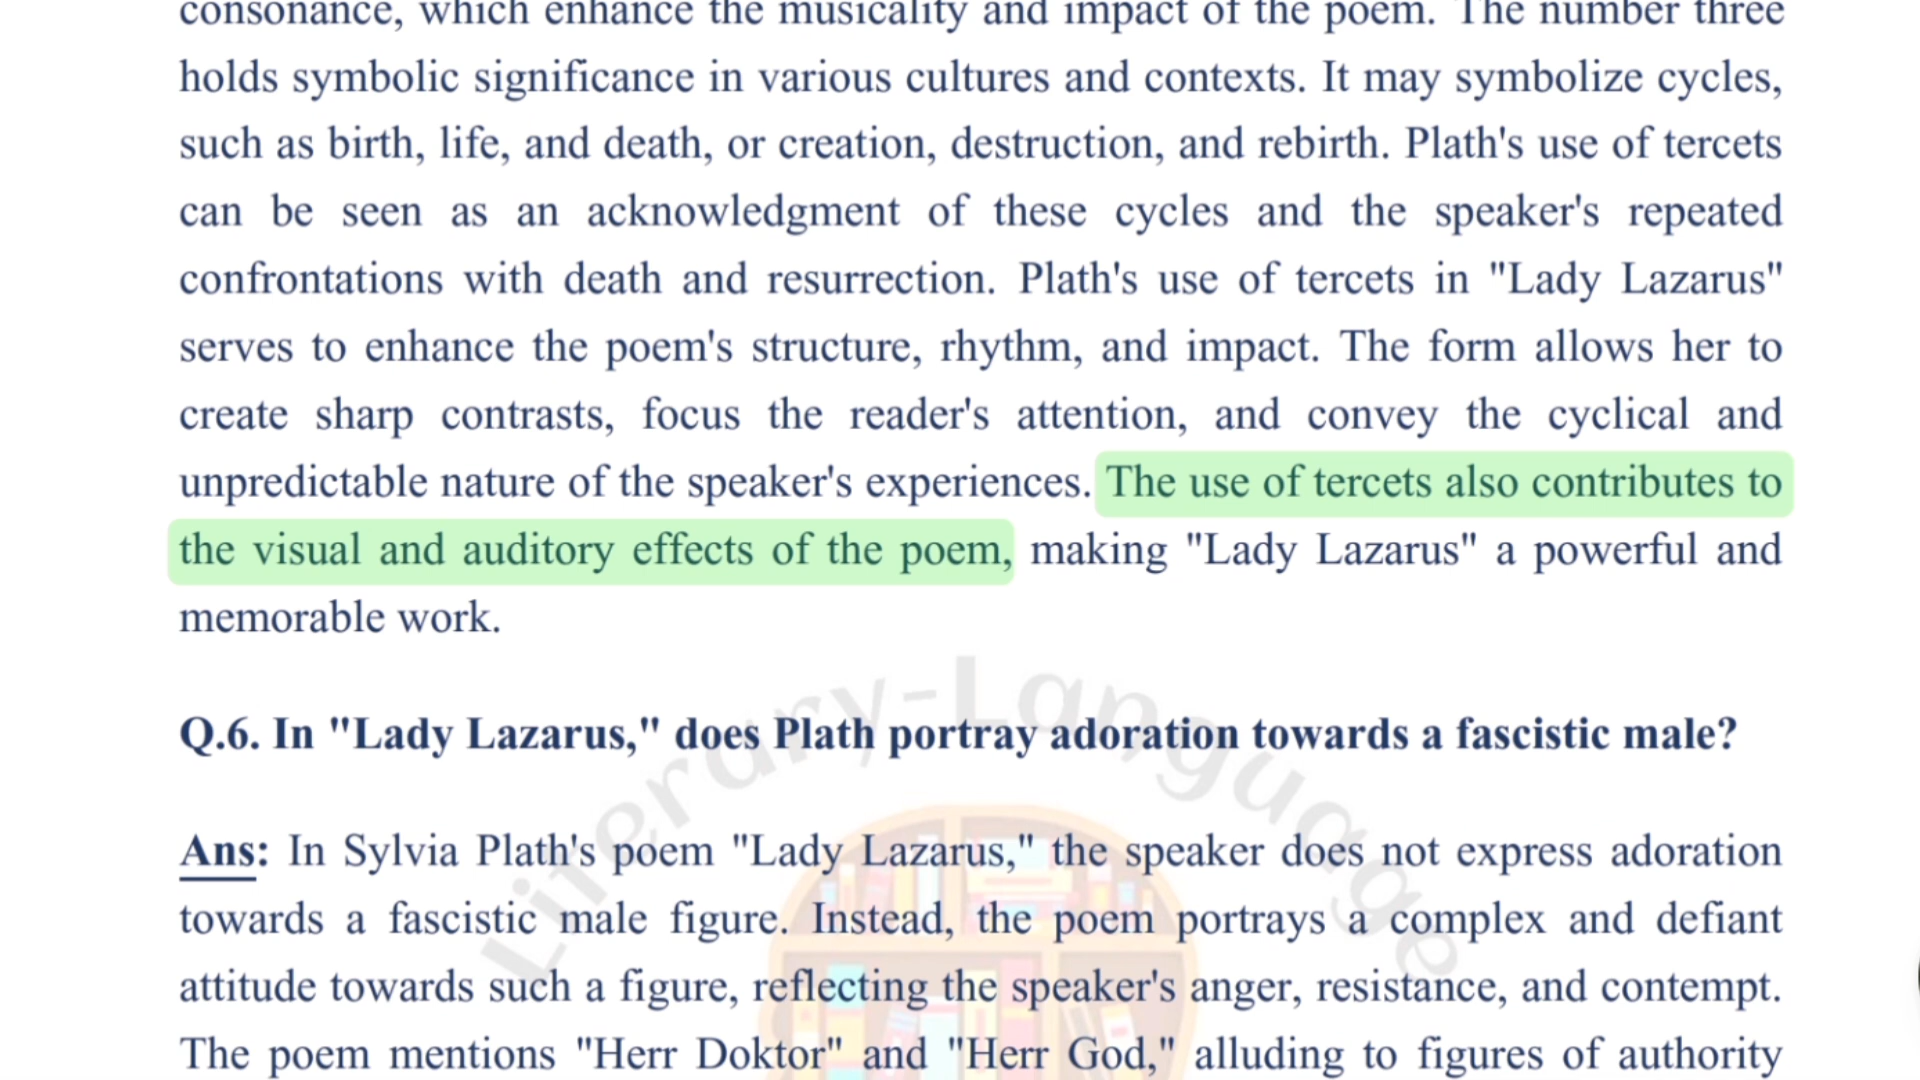 consonance, which enhance the musicality and impact of the poem. The number three
holds symbolic significance in various cultures and contexts. It may symbolize cycles,
such as birth, life, and death, or creation, destruction, and rebirth. Plath's use of tercets
can be seen as an acknowledgment of these cycles and the speaker's repeated
confrontations with death and resurrection. Plath's use of tercets in "Lady Lazarus"
serves to enhance the poem's structure, rhythm, and impact. The form allows her to
create sharp contrasts, focus the reader's attention, and convey the cyclical and
unpredictable nature of the speaker's experiences. The use of tercets also contributes to
the visual and auditory effects of the poem, making "Lady Lazarus" a powerful and
memorable work.
Literary-Language
Q.6. In "Lady Lazarus," does Plath portray adoration towards a fascistic male?
Ans: In Sylvia Plath's poem "Lady Lazarus," the speaker does not express adoration
towards a fascistic male figure. Instead, the poem portrays a complex and defiant
attitude towards such a figure, reflecting the speaker's anger, resistance, and contempt.
The poem mentions "Herr Doktor" and "Herr God," alluding to figures of authority